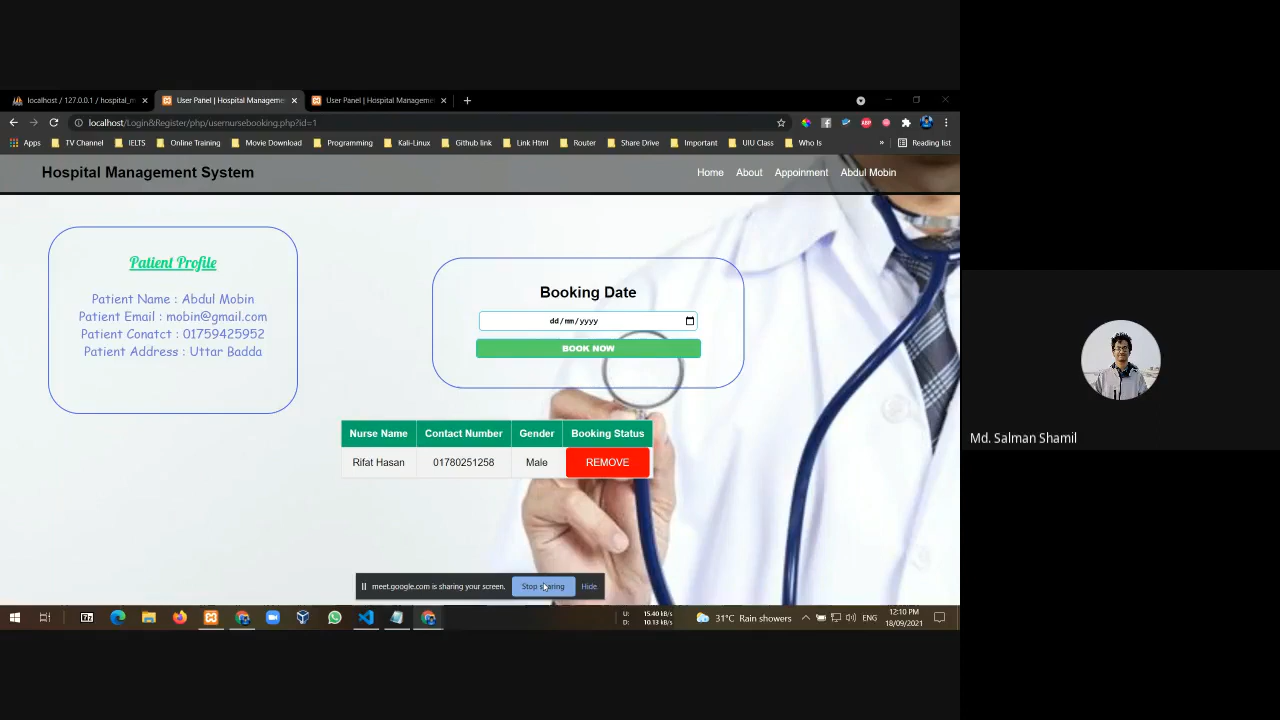 localhost / 127.0.0.1 / hospital_m
User Panel | Hospital Manageme
User Panel | Hospital Manageme
localhost/Login&Register/php/usernursebooking.php?id=1
Apps TV Channel IELTS Online Training Movie Download Programming Kali-Linux Github link Link Html Router Share Drive Important UIU Class Who Is » Reading list
Hospital Management System
Home About Appoinment Abdul Mobin
Patient Profile
Patient Name : Abdul Mobin
Patient Email : mobin@gmail.com
Patient Conatct : 01759425952
Patient Address : Uttar Badda
Booking Date
dd/mm/yyyy
BOOK NOW
Nurse Name Contact Number Gender Booking Status
Rifat Hasan 01780251258 Male REMOVE
Md. Salman Shamil
meet.google.com is sharing your screen. Stop sharing Hide
U: 15.40 kB/s
D: 10.13 kB/s
31°C Rain showers
ENG
12:10 PM
18/09/2021